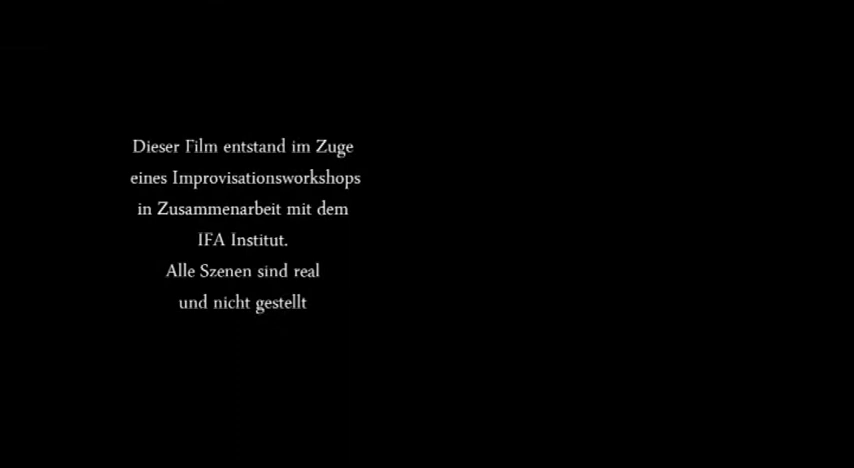 Dieser Film entstand im Zuge
eines Improvisationsworkshops
in Zusammenarbeit mit dem
IFA Institut.
Alle Szenen sind real
und nicht gestellt